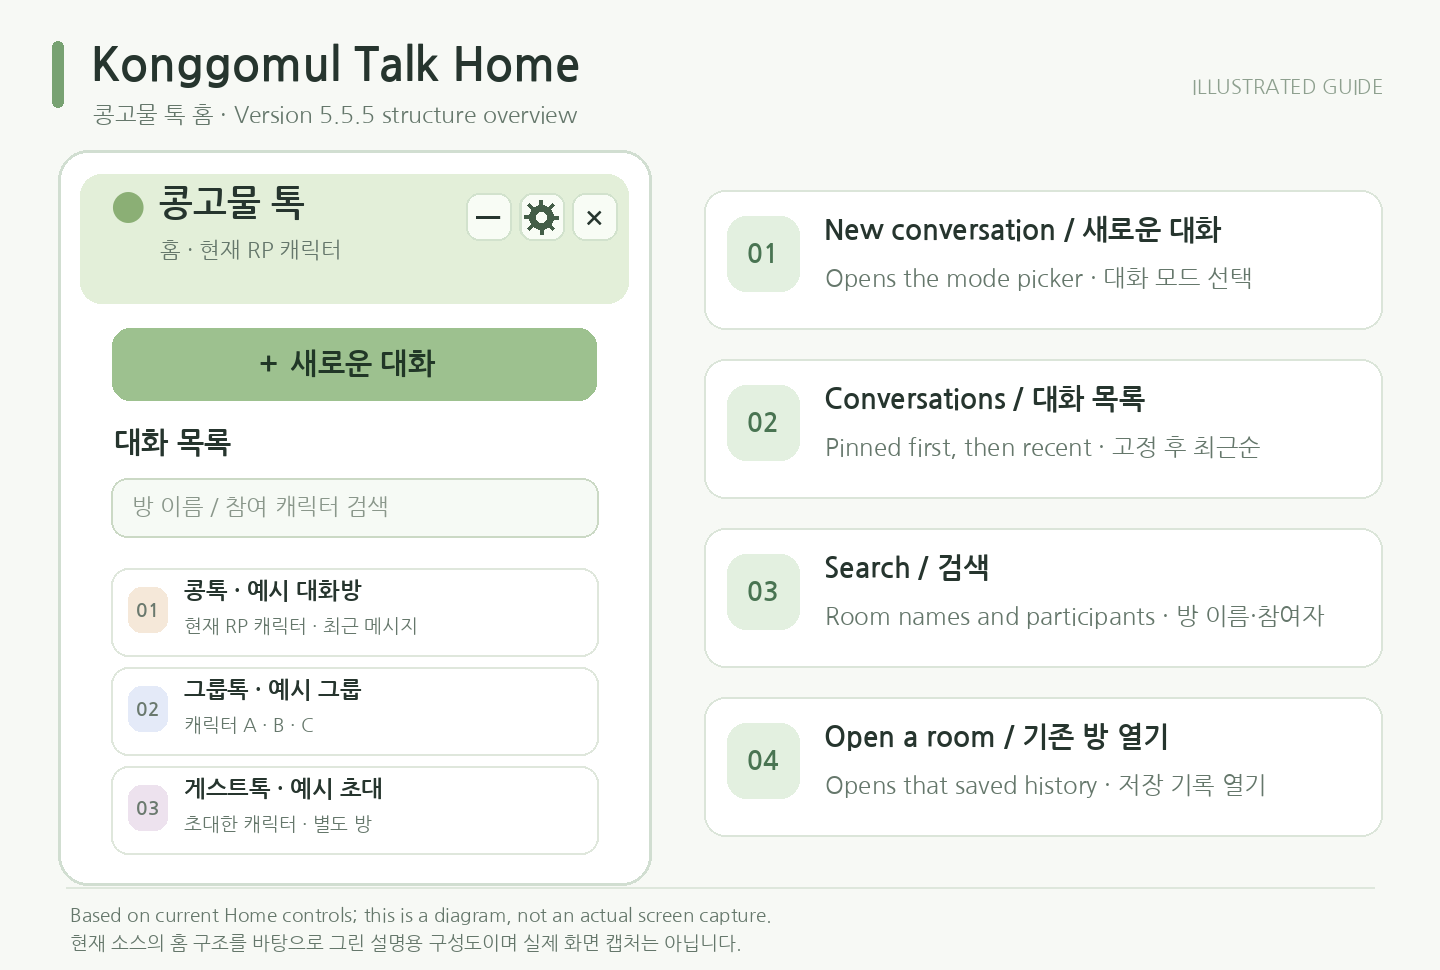 Konggomul Talk Home
콩고물 톡 홈 · Version 5.5.5 structure overview
ILLUSTRATED GUIDE
콩고물 톡
홈 · 현재 RP 캐릭터
— ×
+ 새로운 대화
대화 목록
방 이름 / 참여 캐릭터 검색
01
콩톡 · 예시 대화방
현재 RP 캐릭터 · 최근 메시지
02
그룹톡 · 예시 그룹
캐릭터 A · B · C
03
게스트톡 · 예시 초대
초대한 캐릭터 · 별도 방
01
New conversation / 새로운 대화
Opens the mode picker · 대화 모드 선택
02
Conversations / 대화 목록
Pinned first, then recent · 고정 후 최근순
03
Search / 검색
Room names and participants · 방 이름·참여자
04
Open a room / 기존 방 열기
Opens that saved history · 저장 기록 열기
Based on current Home controls; this is a diagram, not an actual screen capture.
현재 소스의 홈 구조를 바탕으로 그린 설명용 구성도이며 실제 화면 캡처는 아닙니다.